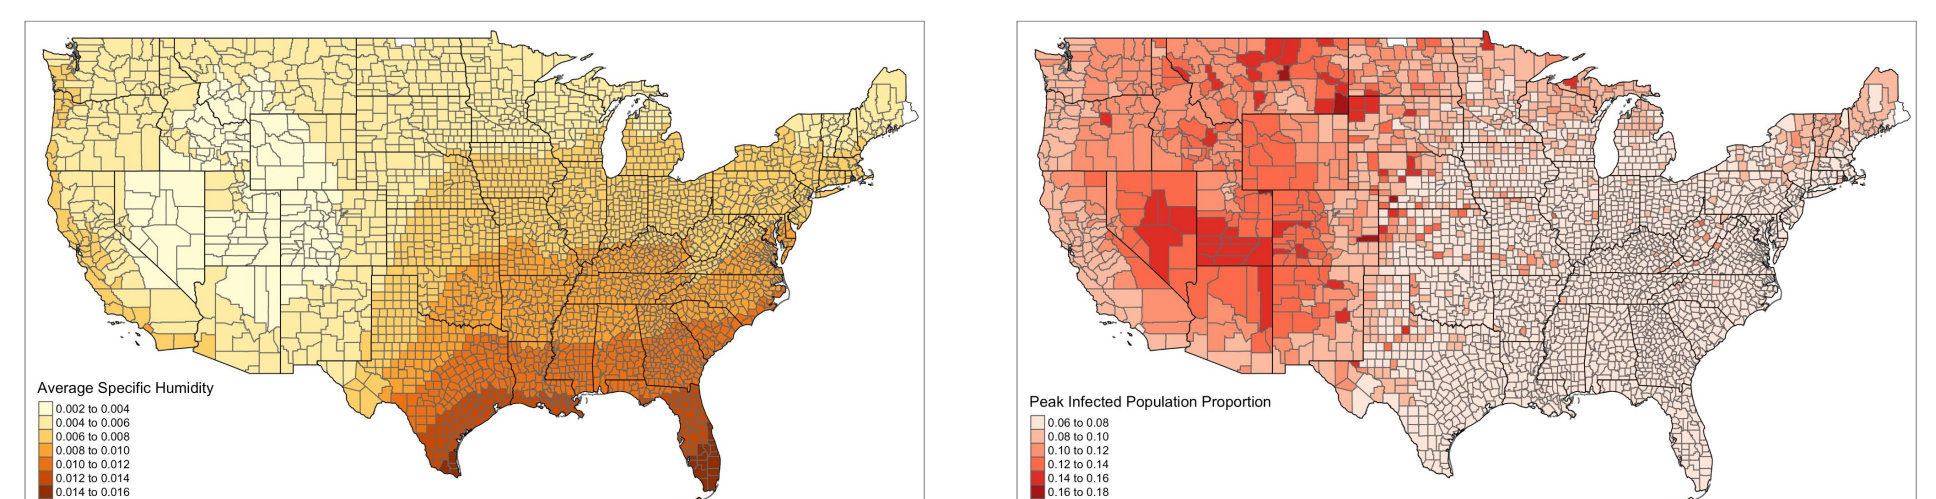 Average Specific Humidity
0.002 to 0.004
0.004 to 0.006
0.006 to 0.008
0.008 to 0.010
0.010 to 0.012
0.012 to 0.014
0.014 to 0.016
Peak Infected Population Proportion
0.06 to 0.08
0.08 to 0.10
0.10 to 0.12
0.12 to 0.14
0.14 to 0.16
0.16 to 0.18